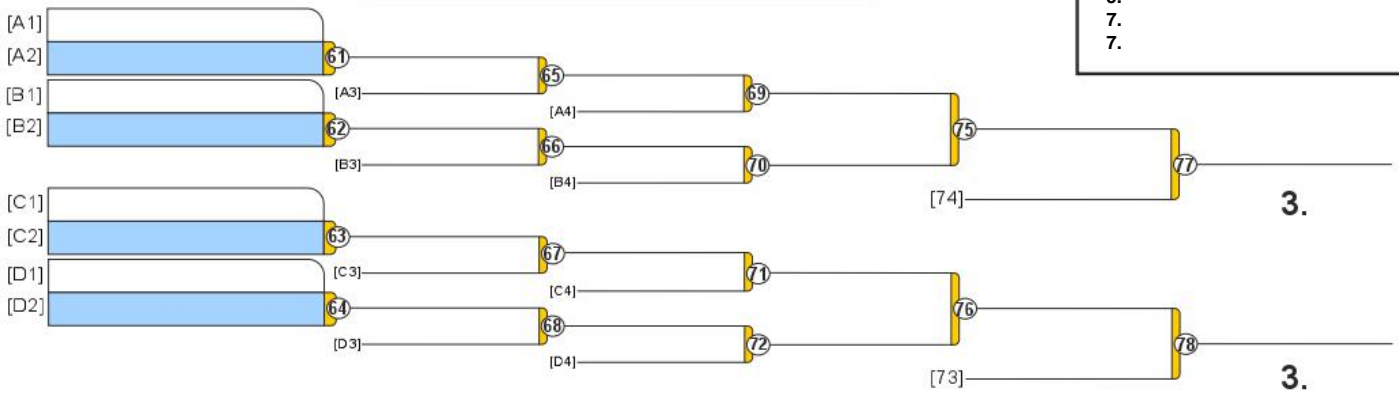 7.
7.
[A1]
[A2]
61
[A3]
65
[A4]
69
[B1]
[B2]
62
[B3]
66
[B4]
70
75
[74]
77
3.
[C1]
[C2]
63
[C3]
67
[C4]
71
[D1]
[D2]
64
[D3]
68
[D4]
72
76
[73]
78
3.